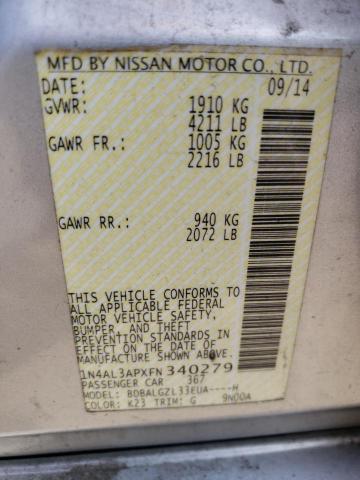 MFD BY NISSAN MOTOR CO., LTD.
DATE: 09/14
GVWR: 1910 KG
4211 LB
GAWR FR.: 1005 KG
2216 LB
GAWR RR.: 940 KG
2072 LB
THIS VEHICLE CONFORMS TO
ALL APPLICABLE FEDERAL
MOTOR VEHICLE SAFETY,
BUMPER, AND THEFT
PREVENTION STANDARDS IN
EFFECT ON THE DATE OF
MANUFACTURE SHOWN ABOVE.
1N4AL3APXFN 340279
PASSENGER CAR 367
MODEL: BDBALGZL33EUA----H
COLOR: K23 TRIM: G 9N00A